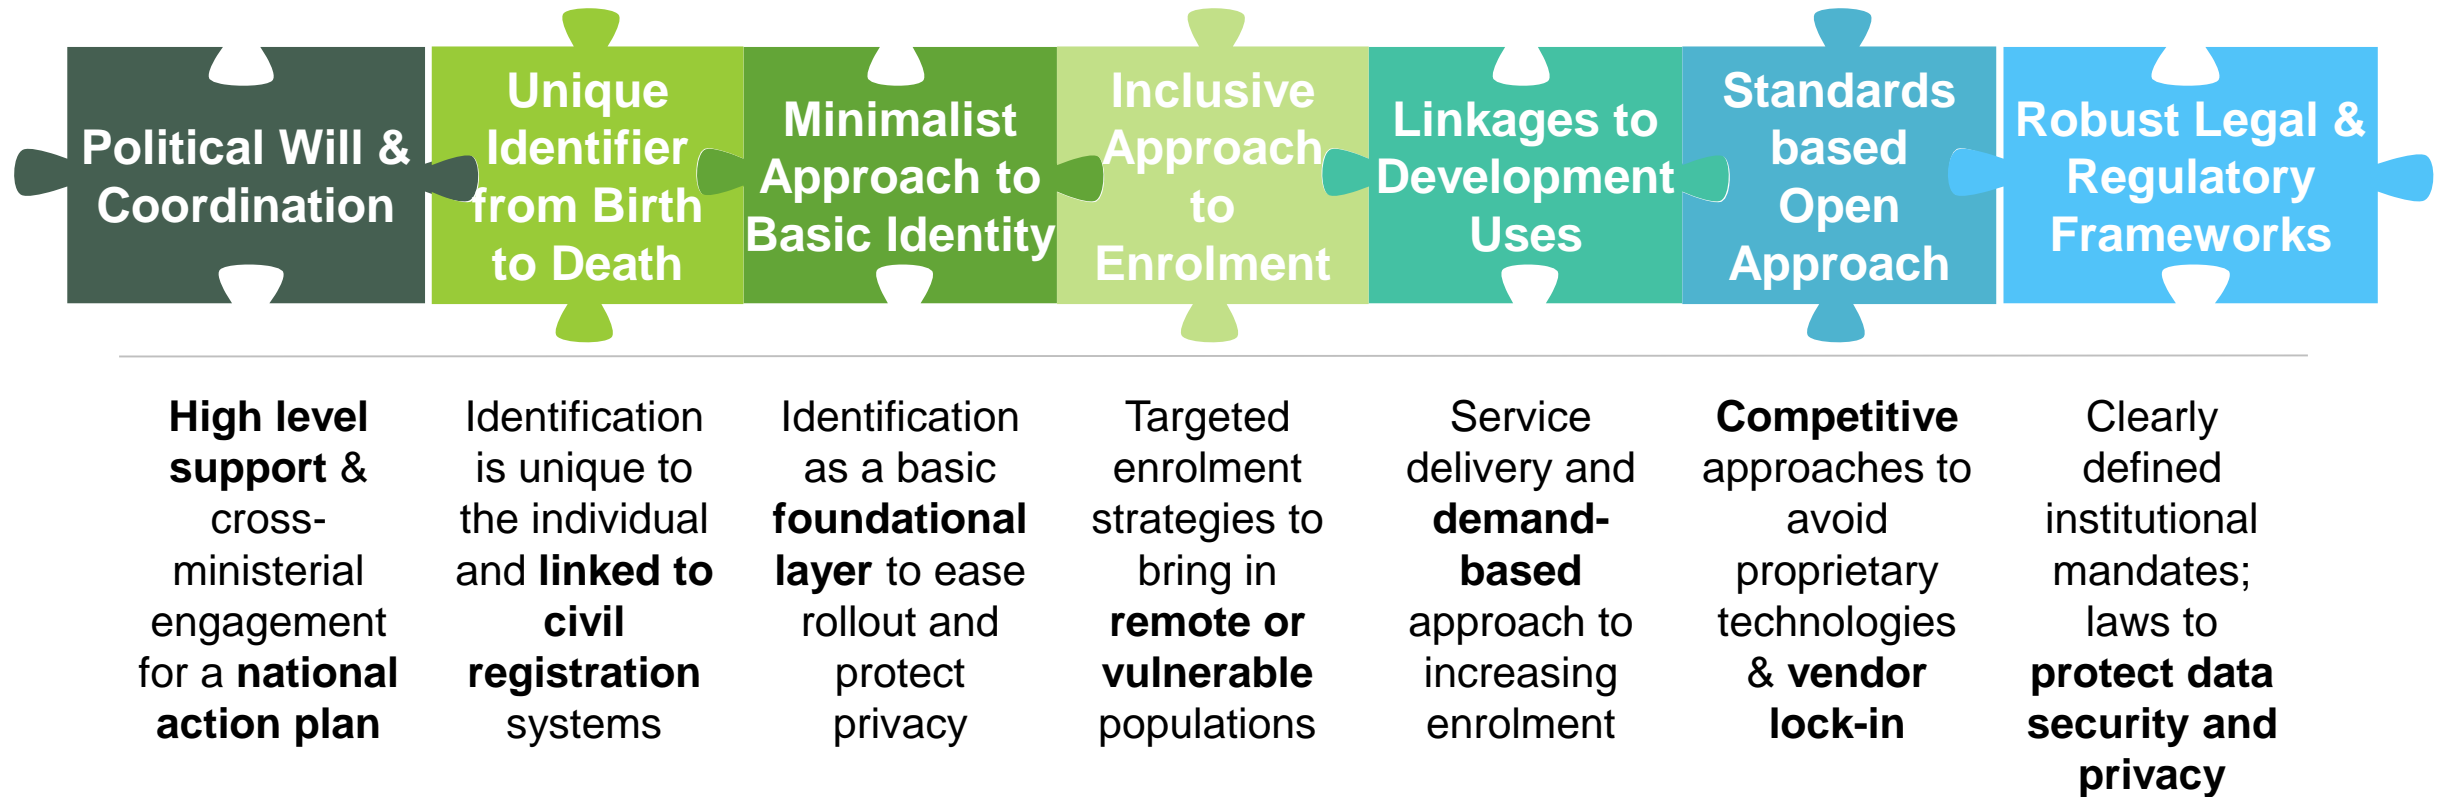 Political Will &
Coordination
Unique
Identifier
from Birth
to Death
Minimalist
Approach to
Basic Identity
Inclusive
Approach
to
Enrolment
Linkages to
Development
Uses
Standards
based
Open
Approach
Robust Legal &
Regulatory
Frameworks
High level
support &
cross-
ministerial
engagement
for a national
action plan
Identification
is unique to
the individual
and linked to
civil
registration
systems
Identification
as a basic
foundational
layer to ease
rollout and
protect
privacy
Targeted
enrolment
strategies to
bring in
remote or
vulnerable
populations
Service
delivery and
demand-
based
approach to
increasing
enrolment
Competitive
approaches to
avoid
proprietary
technologies
& vendor
lock-in
Clearly
defined
institutional
mandates;
laws to
protect data
security and
privacy